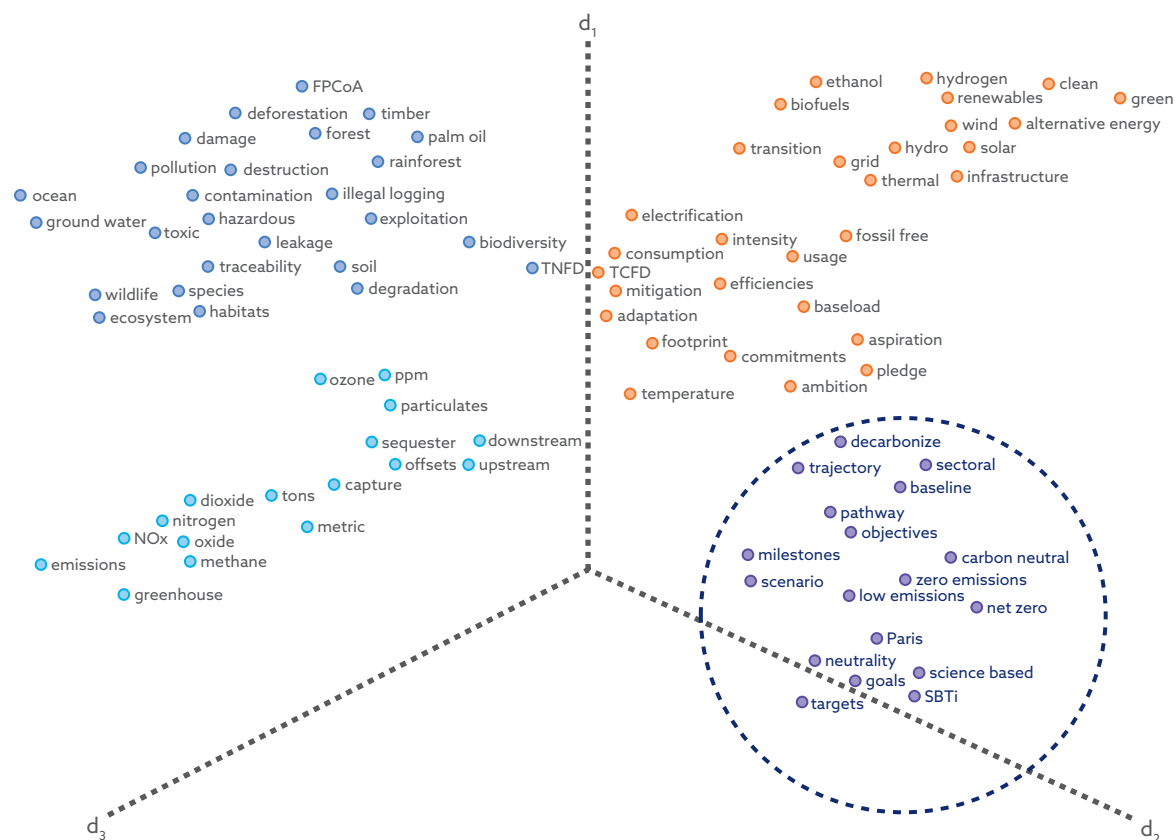 d1
FPCoA
deforestation
timber
damage
forest
palm oil
pollution
destruction
rainforest
ocean
contamination
illegal logging
ground water
hazardous
exploitation
toxic
leakage
biodiversity
traceability
soil
TNFD
wildlife
species
degradation
ecosystem
habitats
ethanol
hydrogen
clean
green
biofuels
renewables
wind
alternative energy
transition
hydro
solar
grid
thermal
infrastructure
electrification
intensity
fossil free
consumption
usage
TCFD
mitigation
efficiencies
baseload
adaptation
footprint
aspiration
commitments
pledge
temperature
ambition
ozone
ppm
particulates
sequester
downstream
offsets
upstream
capture
dioxide
tons
nitrogen
metric
NOx
oxide
emissions
methane
greenhouse
decarbonize
trajectory
sectoral
baseline
pathway
objectives
milestones
carbon neutral
scenario
zero emissions
low emissions
net zero
Paris
neutrality
science based
goals
SBTi
targets
d3
d2